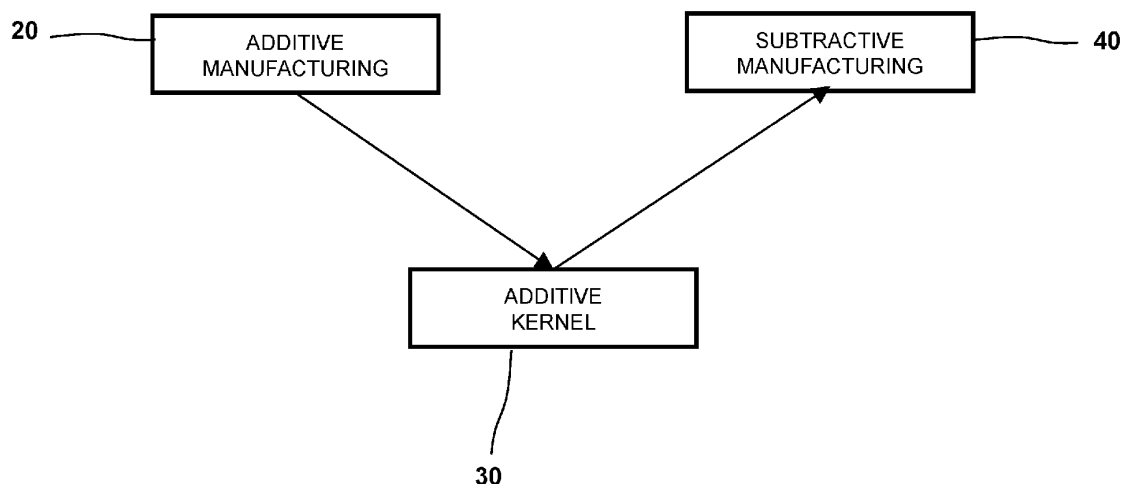 20
ADDITIVE
MANUFACTURING
SUBTRACTIVE
MANUFACTURING
40
ADDITIVE
KERNEL
30